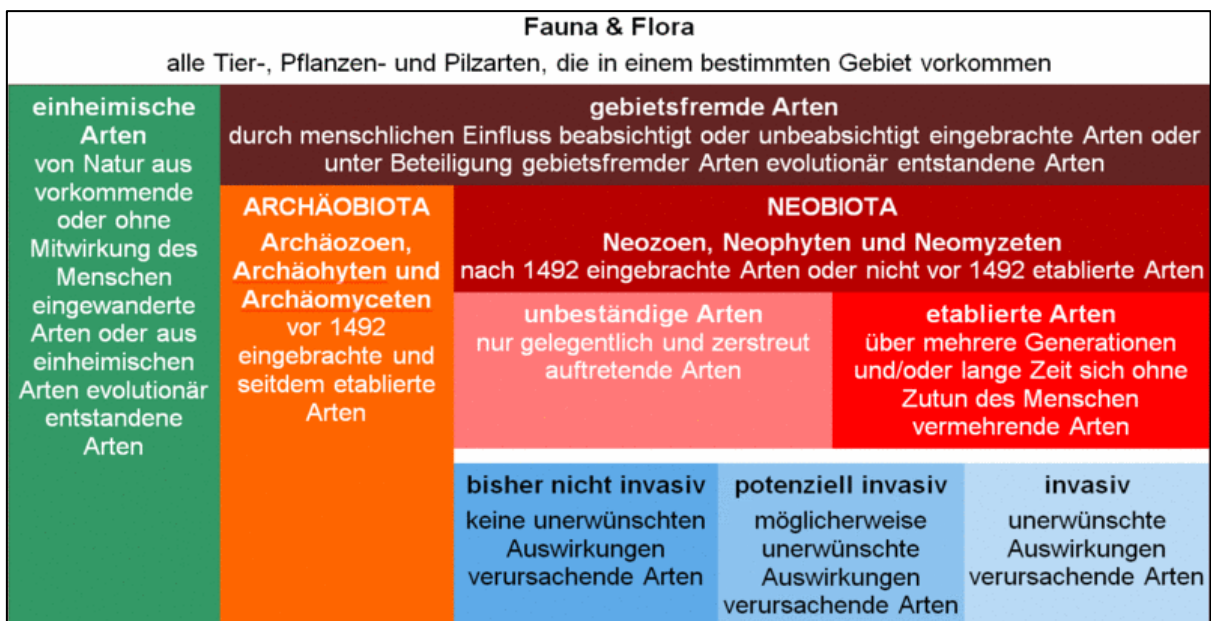 Fauna & Flora
alle Tier-, Pflanzen- und Pilzarten, die in einem bestimmten Gebiet vorkommen
einheimische
Arten
von Natur aus
vorkommende
oder ohne
Mitwirkung des
Menschen
eingewanderte
Arten oder aus
einheimischen
Arten evolutionär
entstandene
Arten
gebietsfremde Arten
durch menschlichen Einfluss beabsichtigt oder unbeabsichtigt eingebrachte Arten oder
unter Beteiligung gebietsfremder Arten evolutionär entstandene Arten
ARCHÄOBIOTA
Archäozoen,
Archäohyten und
Archäomyceten
vor 1492
eingebrachte und
seitdem etablierte
Arten
NEOBIOTA
Neozoen, Neophyten und Neomyzeten
nach 1492 eingebrachte Arten oder nicht vor 1492 etablierte Arten
unbeständige Arten
nur gelegentlich und zerstreut
auftretende Arten
etablierte Arten
über mehrere Generationen
und/oder lange Zeit sich ohne
Zutun des Menschen
vermehrende Arten
bisher nicht invasiv
keine unerwünschten
Auswirkungen
verursachende Arten
potenziell invasiv
möglicherweise
unerwünschte
Auswirkungen
verursachende Arten
invasiv
unerwünschte
Auswirkungen
verursachende Arten